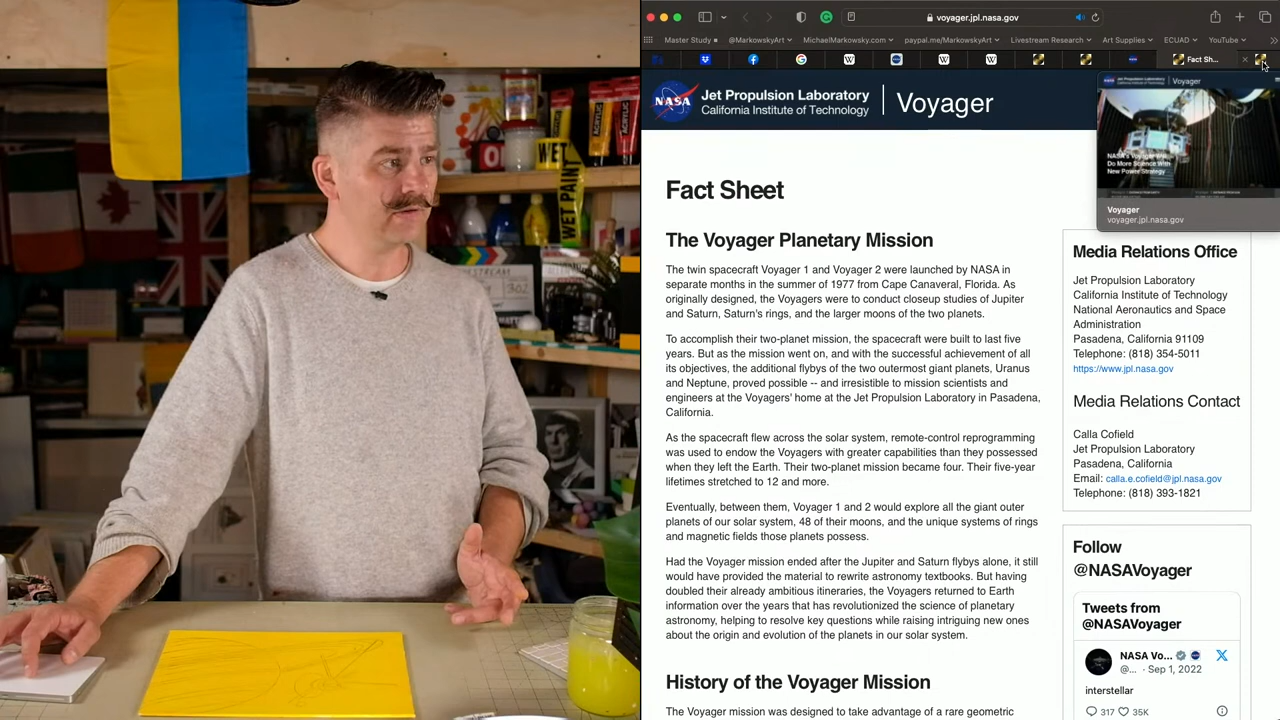 voyager.jpl.nasa.gov
Master Study
@MarkowskyArt
MichaelMarkowsky.com
paypal.me/MarkowskyArt
Livestream Research
Art Supplies
ECUAD
YouTube
Fact Sh...
NASA
Jet Propulsion Laboratory
California Institute of Technology
Voyager
Jet Propulsion Laboratory
Voyager
NASA's Voyager Will
Do More Science With
New Power Strategy
Voyager
voyager.jpl.nasa.gov
Fact Sheet
The Voyager Planetary Mission
The twin spacecraft Voyager 1 and Voyager 2 were launched by NASA in
separate months in the summer of 1977 from Cape Canaveral, Florida. As
originally designed, the Voyagers were to conduct closeup studies of Jupiter
and Saturn, Saturn's rings, and the larger moons of the two planets.
To accomplish their two-planet mission, the spacecraft were built to last five
years. But as the mission went on, and with the successful achievement of all
its objectives, the additional flybys of the two outermost giant planets, Uranus
and Neptune, proved possible -- and irresistible to mission scientists and
engineers at the Voyagers' home at the Jet Propulsion Laboratory in Pasadena,
California.
As the spacecraft flew across the solar system, remote-control reprogramming
was used to endow the Voyagers with greater capabilities than they possessed
when they left the Earth. Their two-planet mission became four. Their five-year
lifetimes stretched to 12 and more.
Eventually, between them, Voyager 1 and 2 would explore all the giant outer
planets of our solar system, 48 of their moons, and the unique systems of rings
and magnetic fields those planets possess.
Had the Voyager mission ended after the Jupiter and Saturn flybys alone, it still
would have provided the material to rewrite astronomy textbooks. But having
doubled their already ambitious itineraries, the Voyagers returned to Earth
information over the years that has revolutionized the science of planetary
astronomy, helping to resolve key questions while raising intriguing new ones
about the origin and evolution of the planets in our solar system.
History of the Voyager Mission
The Voyager mission was designed to take advantage of a rare geometric
Media Relations Office
Jet Propulsion Laboratory
California Institute of Technology
National Aeronautics and Space
Administration
Pasadena, California 91109
Telephone: (818) 354-5011
https://www.jpl.nasa.gov
Media Relations Contact
Calla Cofield
Jet Propulsion Laboratory
Pasadena, California
Email: calla.e.cofield@jpl.nasa.gov
Telephone: (818) 393-1821
Follow
@NASAVoyager
Tweets from
@NASAVoyager
NASA Vo...
@... · Sep 1, 2022
interstellar
317 35K
WET
WET PAINT
ACRYLIC
302
WATT